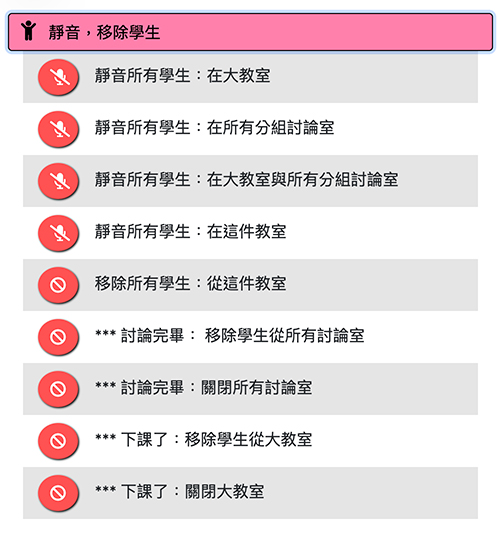 靜音，移除學生
靜音所有學生：在大教室
靜音所有學生：在所有分組討論室
靜音所有學生：在大教室與所有分組討論室
靜音所有學生：在這件教室
移除所有學生：從這件教室
*** 討論完畢： 移除學生從所有討論室
*** 討論完畢：關閉所有討論室
*** 下課了：移除學生從大教室
*** 下課了：關閉大教室